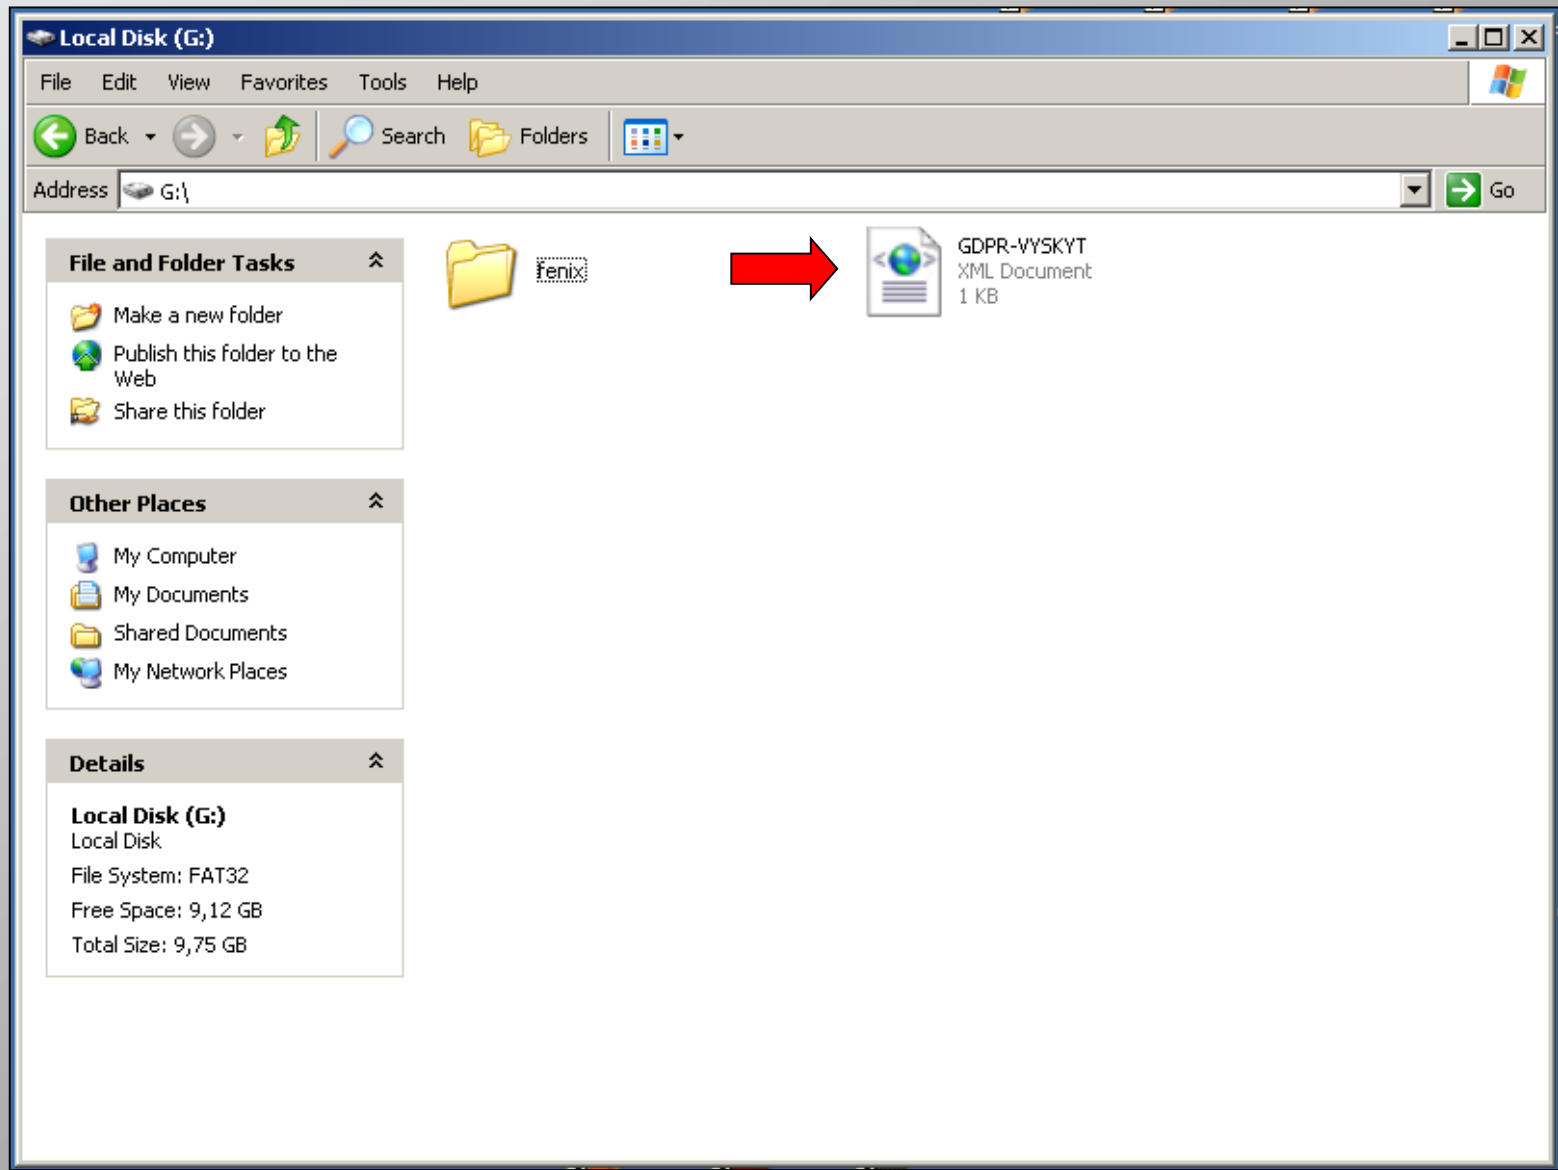 Local Disk (G:)
File Edit View Favorites Tools Help
Back Search Folders
Address G:\ Go
File and Folder Tasks
Make a new folder
Publish this folder to the
Web
Share this folder
Other Places
My Computer
My Documents
Shared Documents
My Network Places
Details
Local Disk (G:)
Local Disk
File System: FAT32
Free Space: 9,12 GB
Total Size: 9,75 GB
fenix
GDPR-VYSKYT
XML Document
1 KB